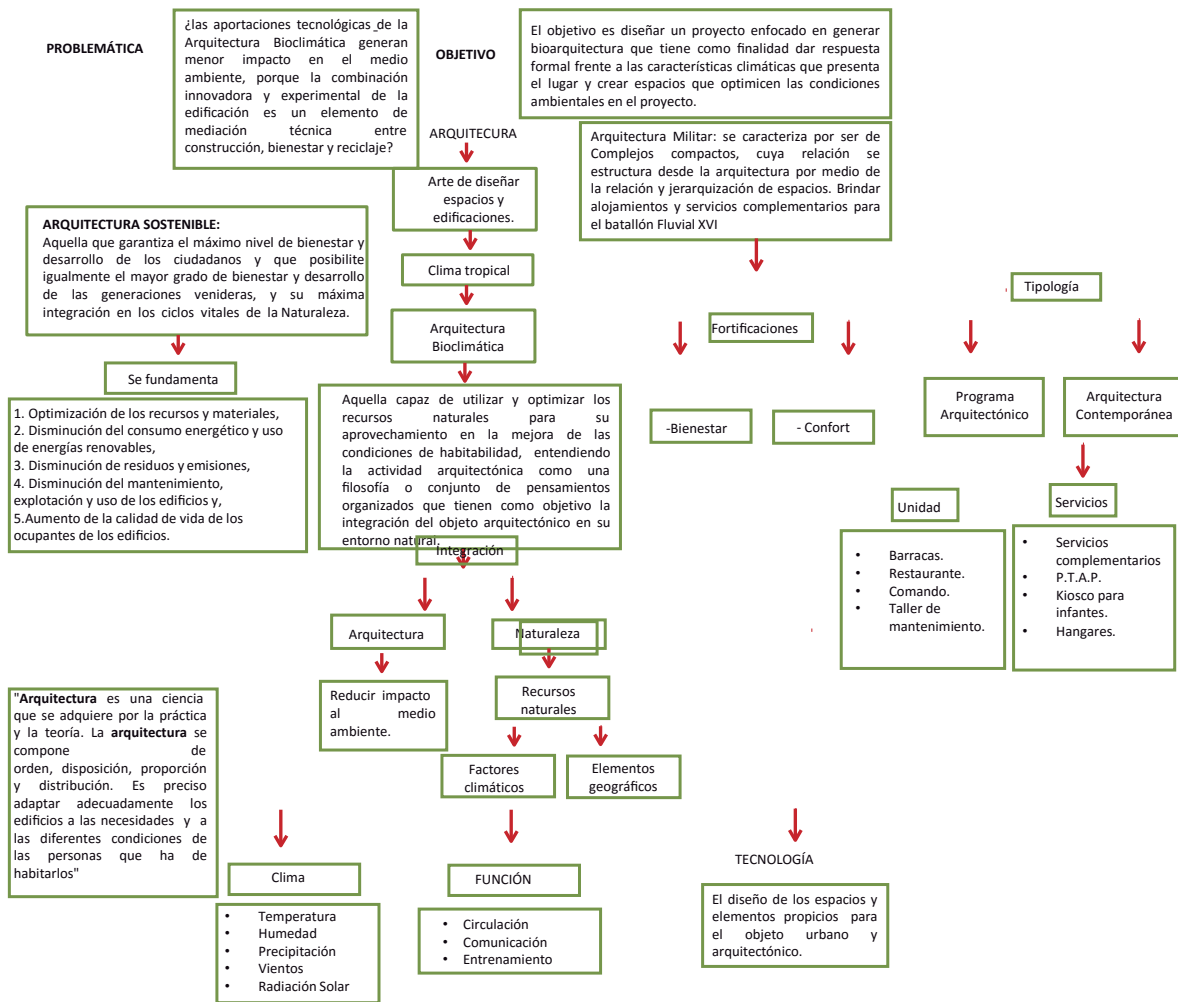 PROBLEMÁTICA
¿las aportaciones tecnológicas de la
Arquitectura Bioclimática generan
menor impacto en el medio
ambiente, porque la combinación
innovadora y experimental de la
edificación es un elemento de
mediación técnica entre
construcción, bienestar y reciclaje?
OBJETIVO
El objetivo es diseñar un proyecto enfocado en generar
bioarquitectura que tiene como finalidad dar respuesta
formal frente a las características climáticas que presenta
el lugar y crear espacios que optimicen las condiciones
ambientales en el proyecto.
ARQUITECURA
Arte de diseñar
espacios y
edificaciones.
Arquitectura Militar: se caracteriza por ser de
Complejos compactos, cuya relación se
estructura desde la arquitectura por medio de
la relación y jerarquización de espacios. Brindar
alojamientos y servicios complementarios para
el batallón Fluvial XVI
ARQUITECTURA SOSTENIBLE:
Aquella que garantiza el máximo nivel de bienestar y
desarrollo de los ciudadanos y que posibilite
igualmente el mayor grado de bienestar y desarrollo
de las generaciones venideras, y su máxima
integración en los ciclos vitales de la Naturaleza.
Clima tropical
Tipología
Arquitectura
Bioclimática
Fortificaciones
Se fundamenta
1. Optimización de los recursos y materiales,
2. Disminución del consumo energético y uso
de energías renovables,
3. Disminución de residuos y emisiones,
4. Disminución del mantenimiento,
explotación y uso de los edificios y,
5.Aumento de la calidad de vida de los
ocupantes de los edificios.
Aquella capaz de utilizar y optimizar los
recursos naturales para su
aprovechamiento en la mejora de las
condiciones de habitabilidad, entendiendo
la actividad arquitectónica como una
filosofía o conjunto de pensamientos
organizados que tienen como objetivo la
integración del objeto arquitectónico en su
entorno natural.
-Bienestar
- Confort
Programa
Arquitectónico
Arquitectura
Contemporánea
Unidad
Servicios
• Barracas.
• Restaurante.
• Comando.
• Taller de
mantenimiento.
• Servicios
complementarios
• P.T.A.P.
• Kiosco para
infantes.
• Hangares.
Integración
Arquitectura
Naturaleza
Reducir impacto
al medio
ambiente.
Recursos
naturales
"Arquitectura es una ciencia
que se adquiere por la práctica
y la teoría. La arquitectura se
compone de
orden, disposición, proporción
y distribución. Es preciso
adaptar adecuadamente los
edificios a las necesidades y a
las diferentes condiciones de
las personas que ha de
habitarlos"
Factores
climáticos
Elementos
geográficos
Clima
FUNCIÓN
TECNOLOGÍA
• Temperatura
• Humedad
• Precipitación
• Vientos
• Radiación Solar
• Circulación
• Comunicación
• Entrenamiento
El diseño de los espacios y
elementos propicios para
el objeto urbano y
arquitectónico.